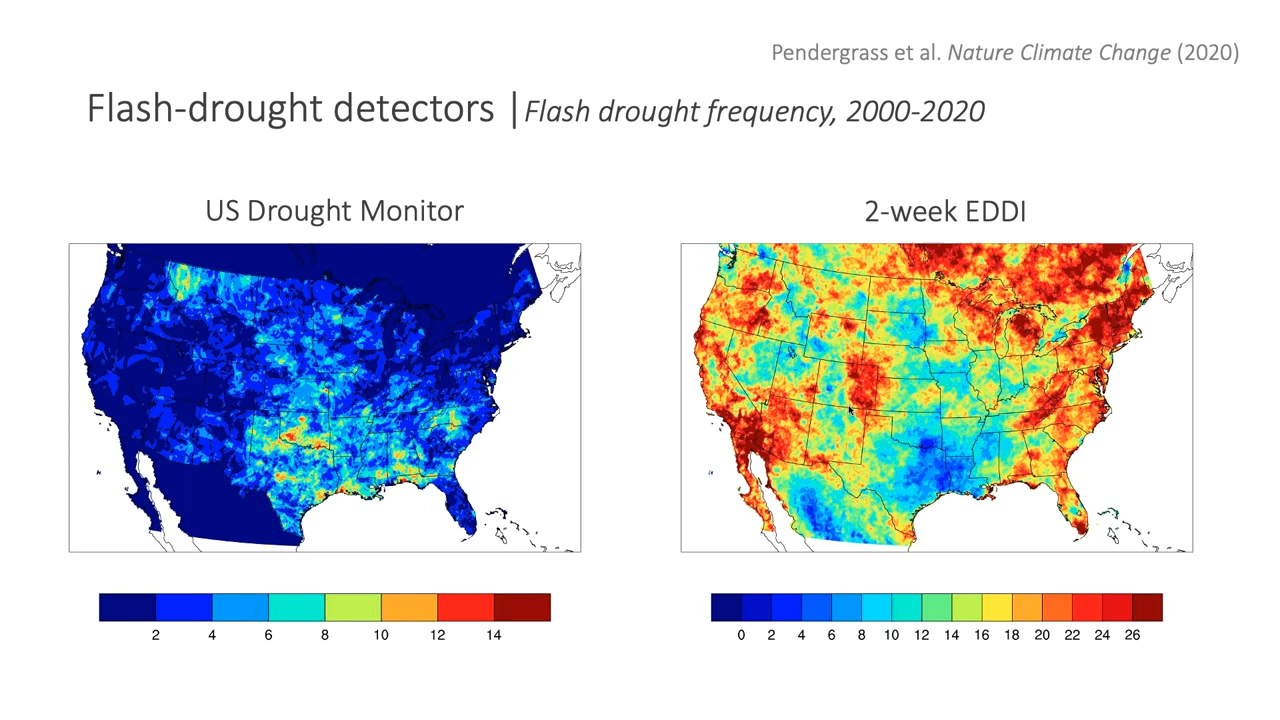 Pendergrass et al. Nature Climate Change (2020)
Flash-drought detectors | Flash drought frequency, 2000-2020
US Drought Monitor
2-week EDDI
2 4 6 8 10 12 14
0 2 4 6 8 10 12 14 16 18 20 22 24 26